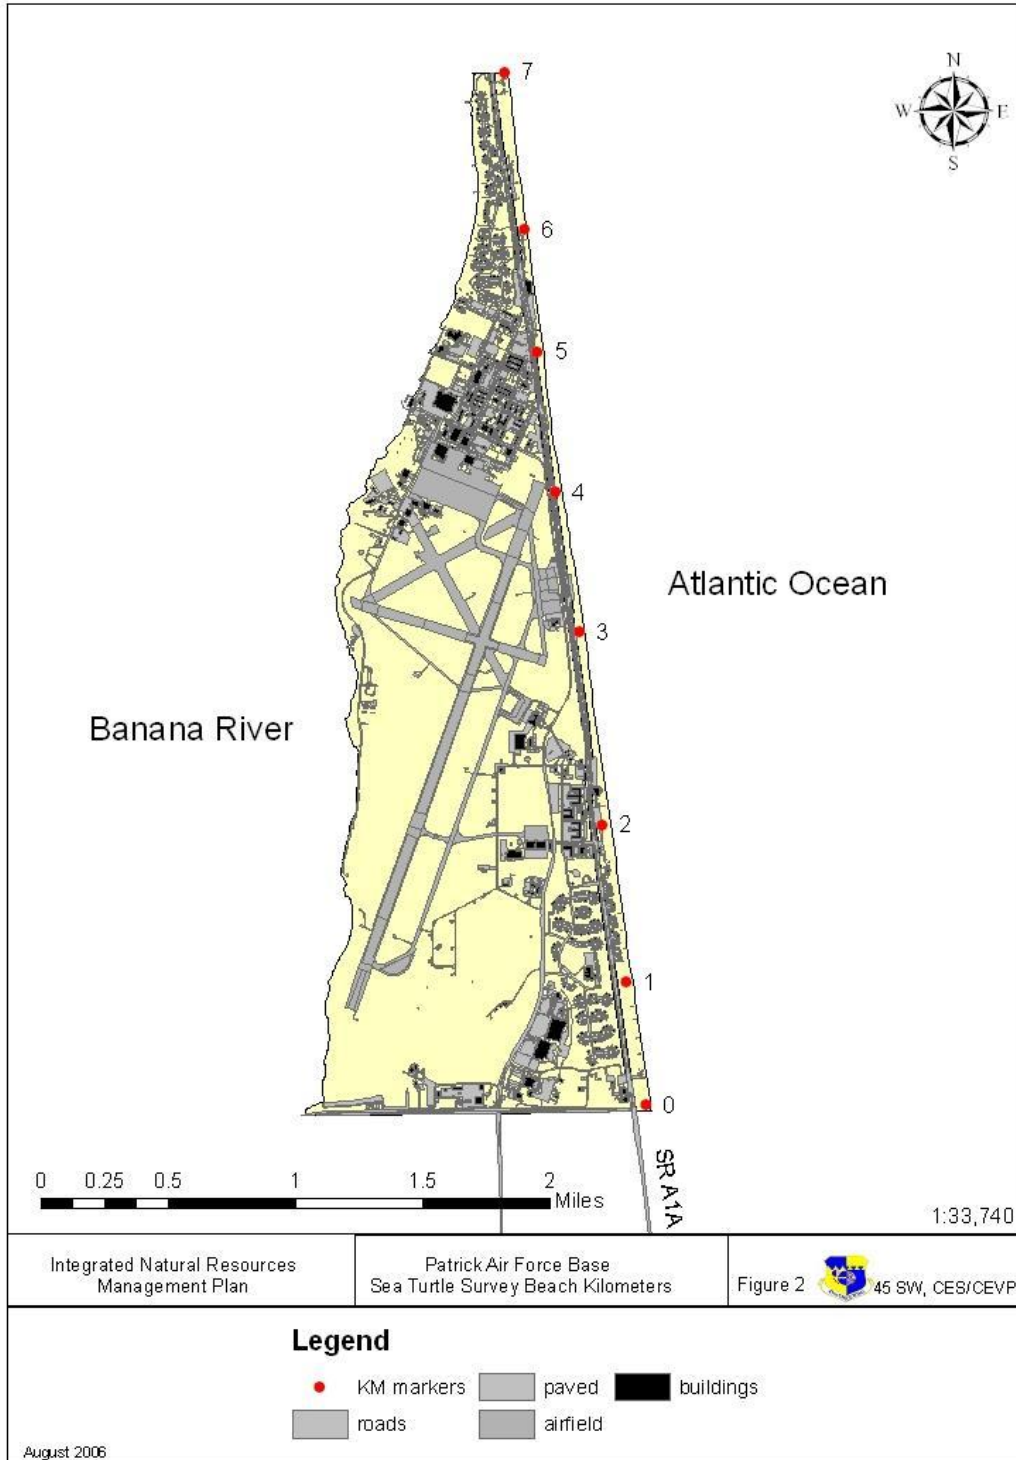 N
W E
S
7
6
5
4
Atlantic Ocean
3
Banana River
2
1
0
SR A1A
0 0.25 0.5 1 1.5 2
Miles
1:33,740
Integrated Natural Resources
Management Plan
Patrick Air Force Base
Sea Turtle Survey Beach Kilometers
Figure 2
45 SW, CES/CEVP
Legend
KM markers paved buildings
roads airfield
August 2006